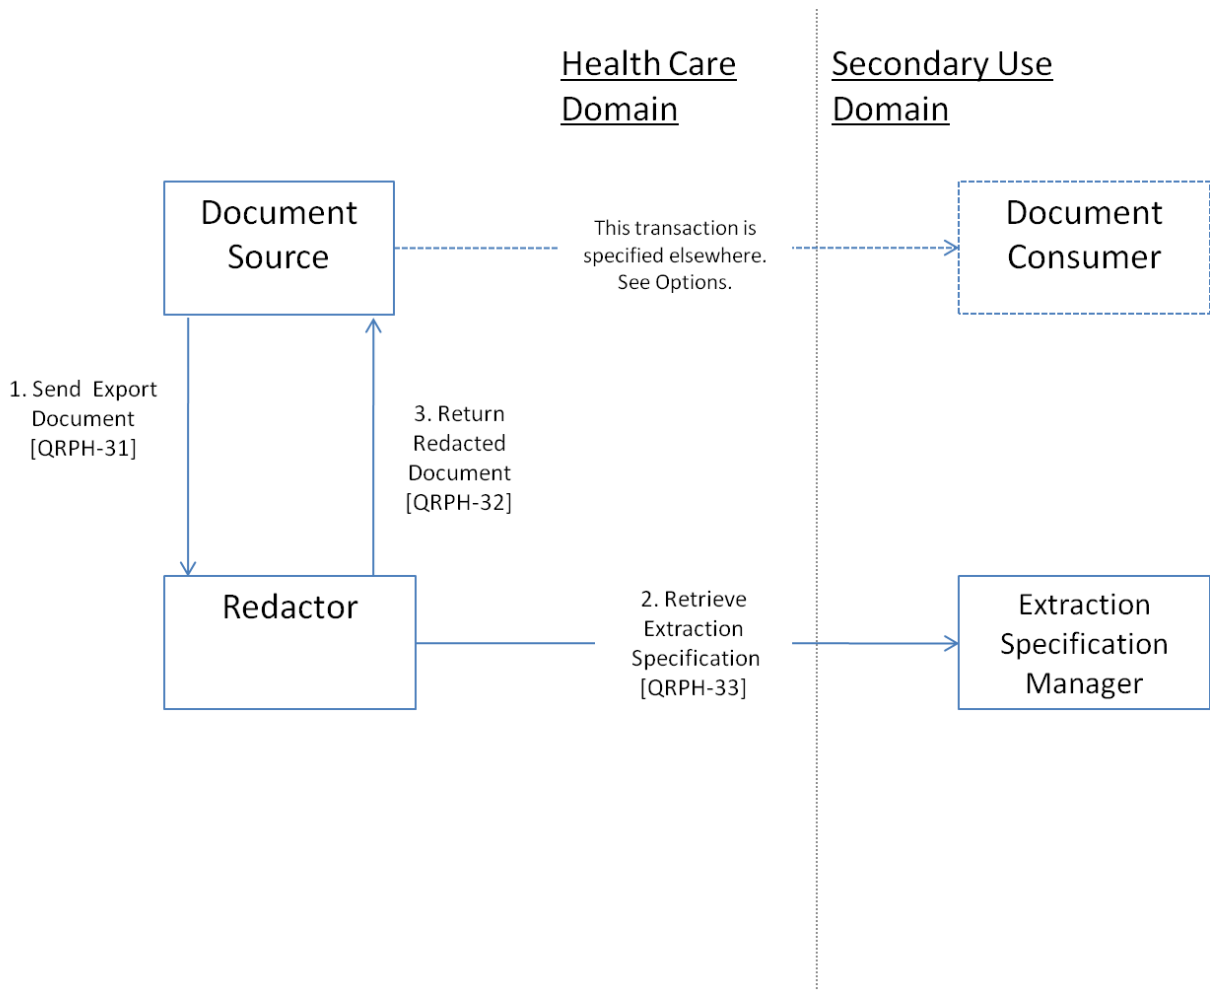 Health Care
Domain
Secondary Use
Domain
Document
Source
This transaction is
specified elsewhere.
See Options.
Document
Consumer
1. Send  Export
Document
[QRPH-31]
3. Return
Redacted
Document
[QRPH-32]
Redactor
2. Retrieve
Extraction
Specification
[QRPH-33]
Extraction
Specification
Manager